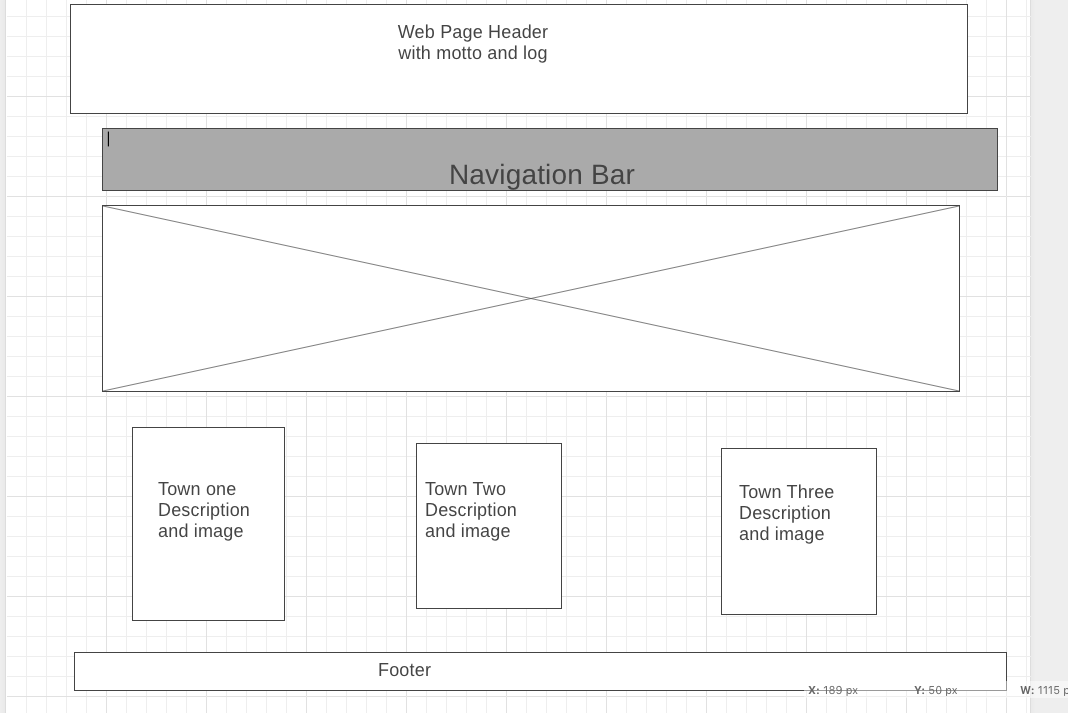 Web Page Header
with motto and log
Navigation Bar
Town one
Description
and image
Town Two
Description
and image
Town Three
Description
and image
Footer
X: 189 px Y: 50 px W: 1115 p